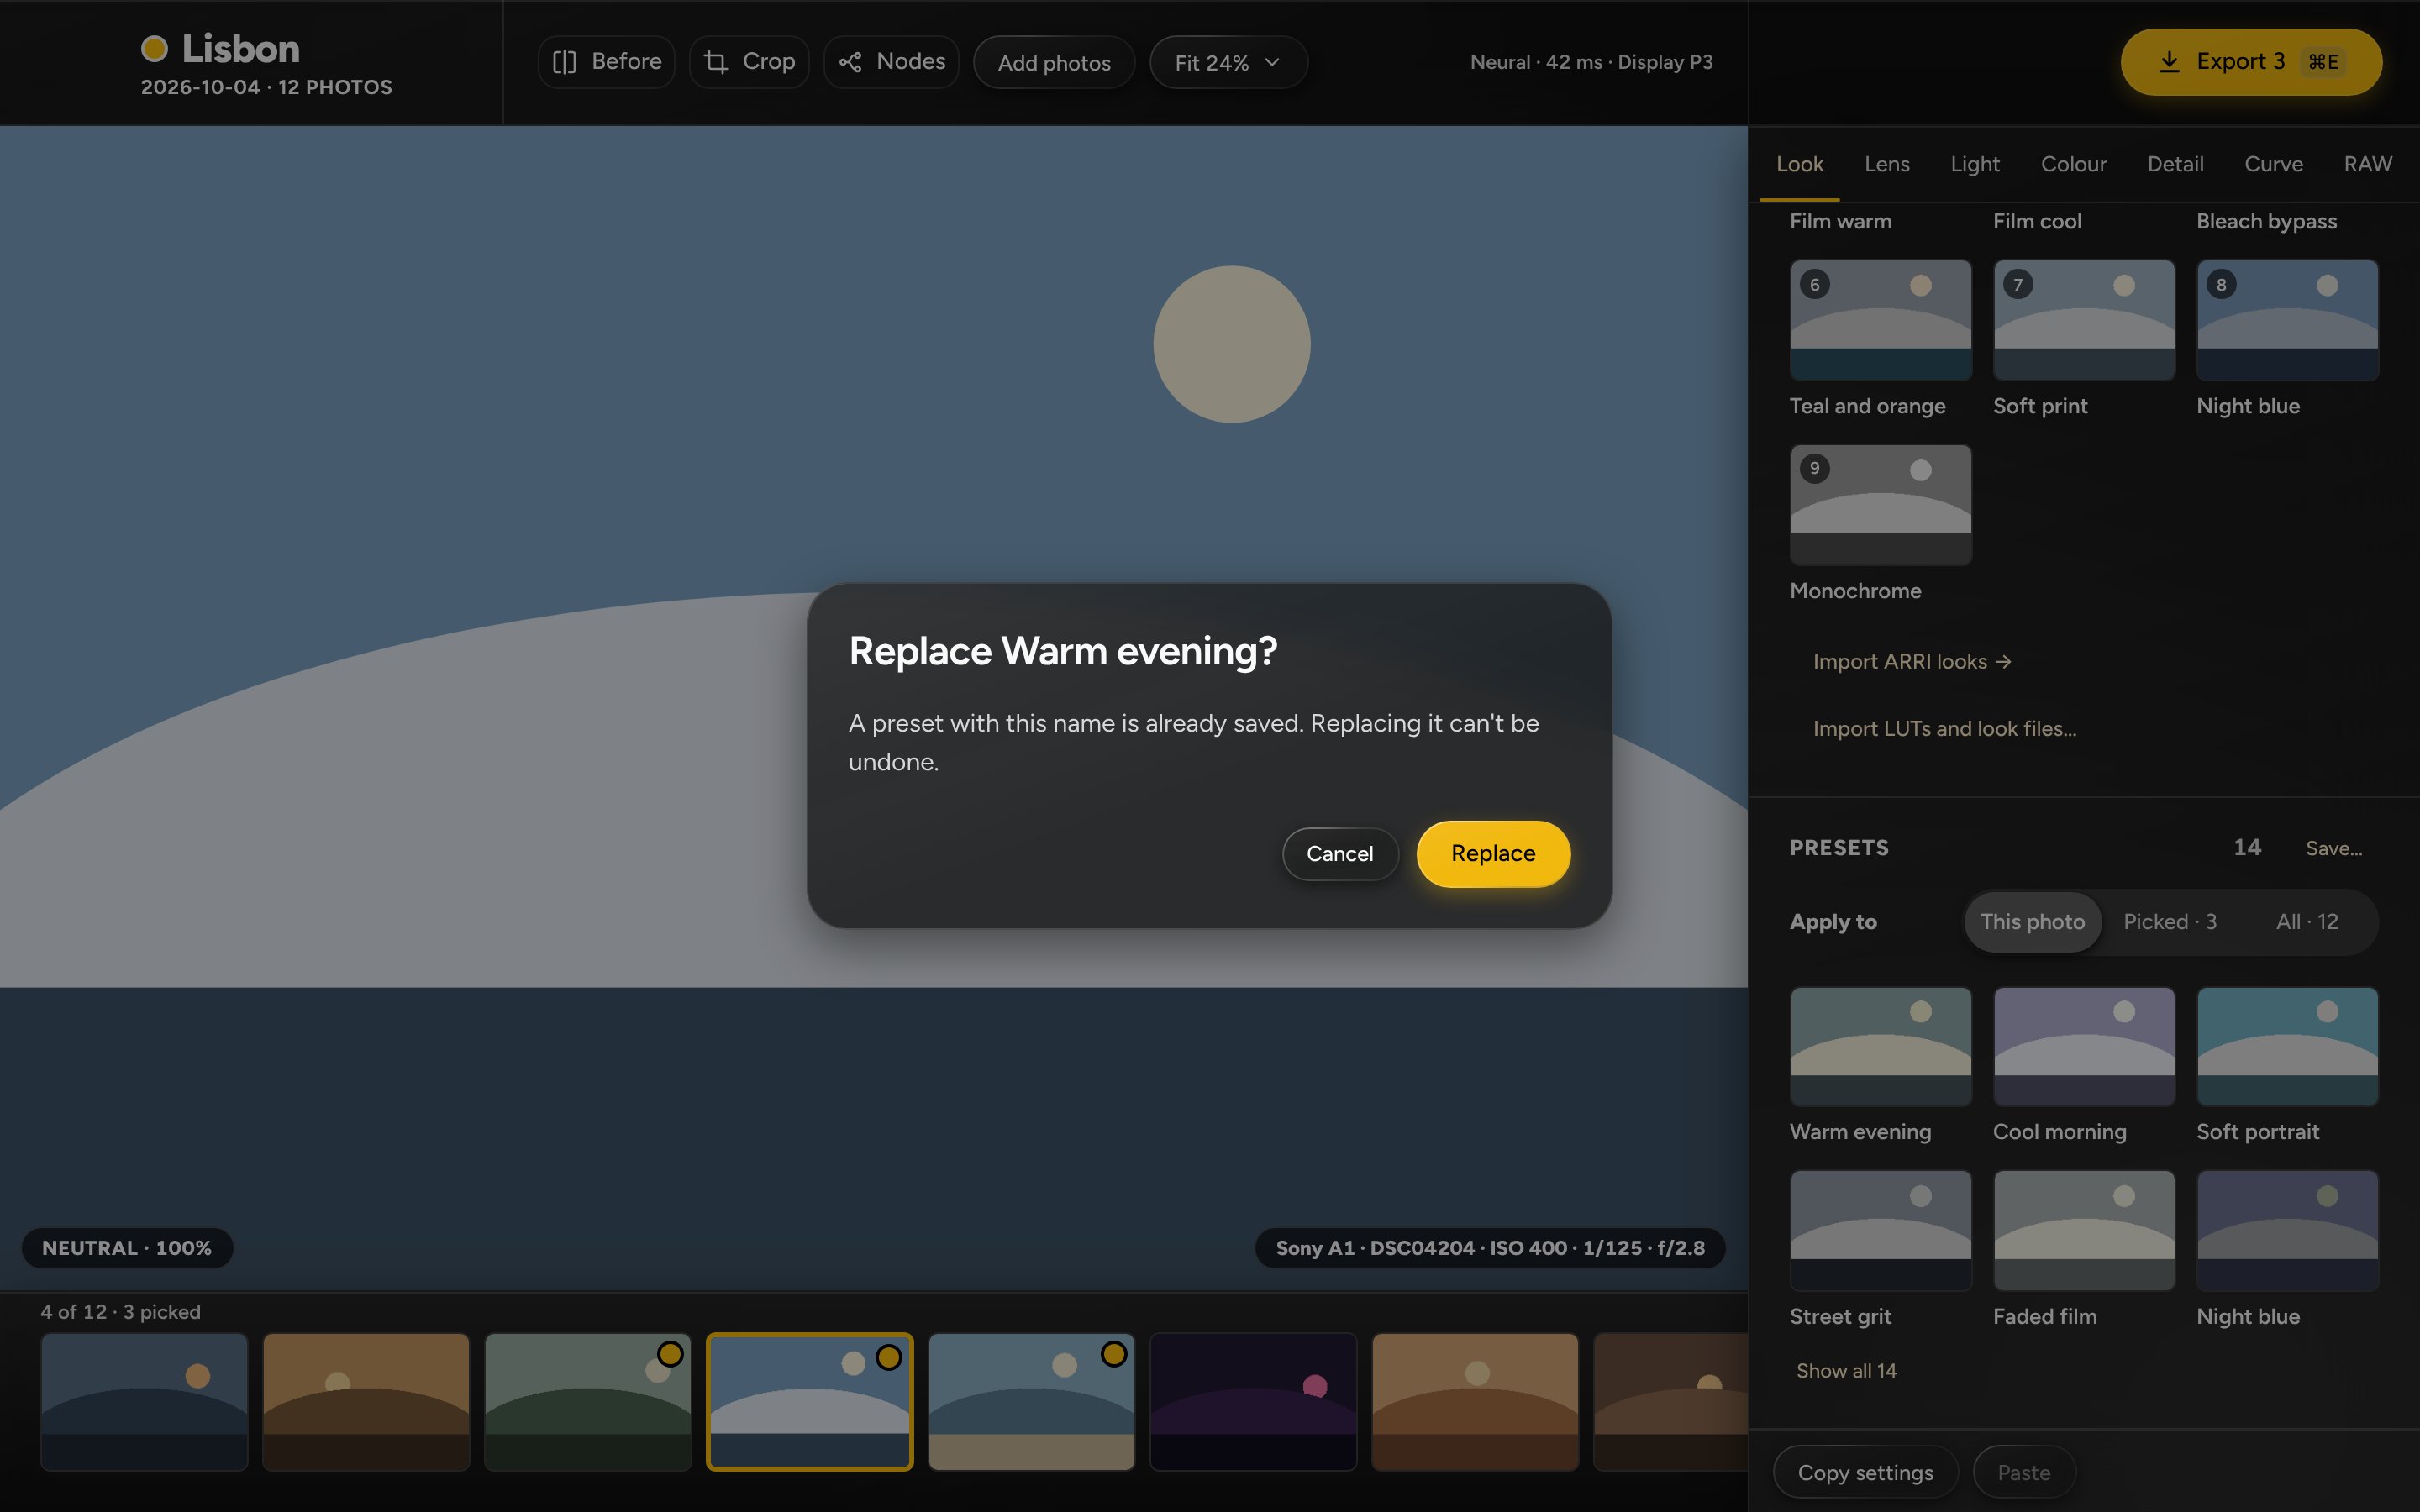 Lisbon
2026-10-04 · 12 PHOTOS
Before
Crop
Nodes
Add photos
Fit 24%
Neural · 42 ms · Display P3
Export 3 ⌘E
Look
Lens
Light
Colour
Detail
Curve
RAW
Film warm
Film cool
Bleach bypass
6
7
8
Teal and orange
Soft print
Night blue
9
Monochrome
Import ARRI looks →
Import LUTs and look files...
Replace Warm evening?
A preset with this name is already saved. Replacing it can't be
undone.
Cancel
Replace
PRESETS
14
Save...
Apply to
This photo
Picked · 3
All · 12
Warm evening
Cool morning
Soft portrait
Street grit
Faded film
Night blue
Show all 14
NEUTRAL · 100%
Sony A1 · DSC04204 · ISO 400 · 1/125 · f/2.8
4 of 12 · 3 picked
Copy settings
Paste